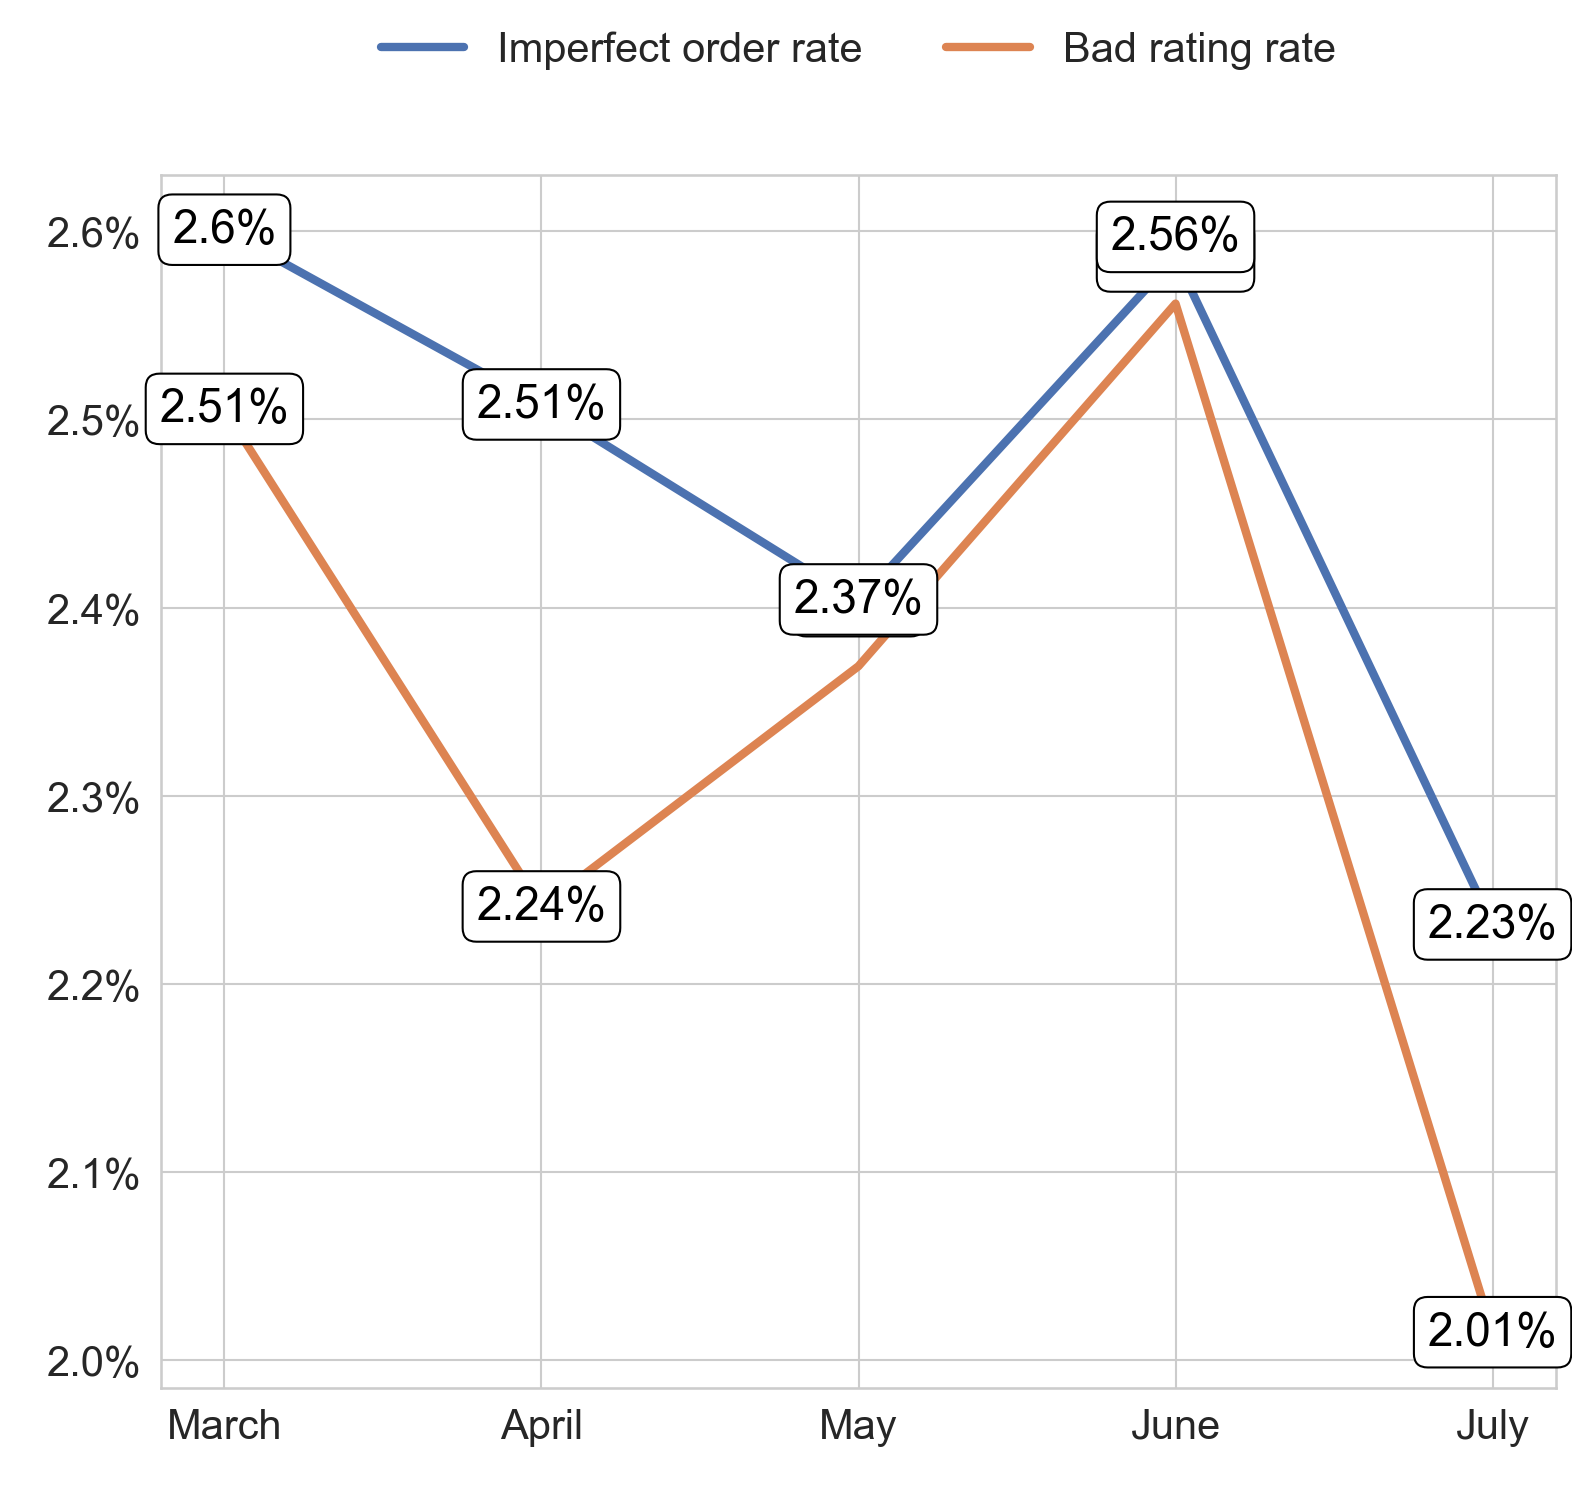 Imperfect order rate
Bad rating rate
2.6%
2.5%
2.4%
2.3%
2.2%
2.1%
2.0%
2.6%
2.51%
2.51%
2.24%
2.37%
2.56%
2.23%
2.01%
March
April
May
June
July